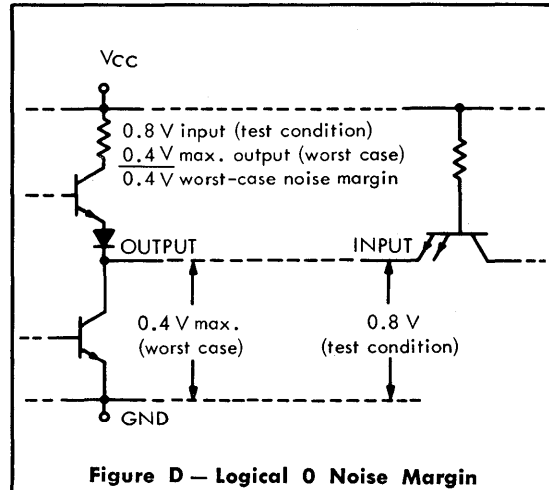 VCC
0.8 V input (test condition)
0.4 V max. output (worst case)
0.4 V worst-case noise margin
OUTPUT
INPUT
0.4 V max.
(worst case)
0.8 V
(test condition)
GND
Figure D — Logical 0 Noise Margin